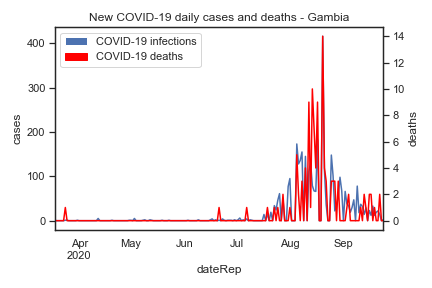 New COVID-19 daily cases and deaths - Gambia
COVID-19 infections
COVID-19 deaths
400
300
200
100
0
cases
14
12
10
8
6
4
2
0
deaths
Apr May Jun Jul Aug Sep
2020
dateRep